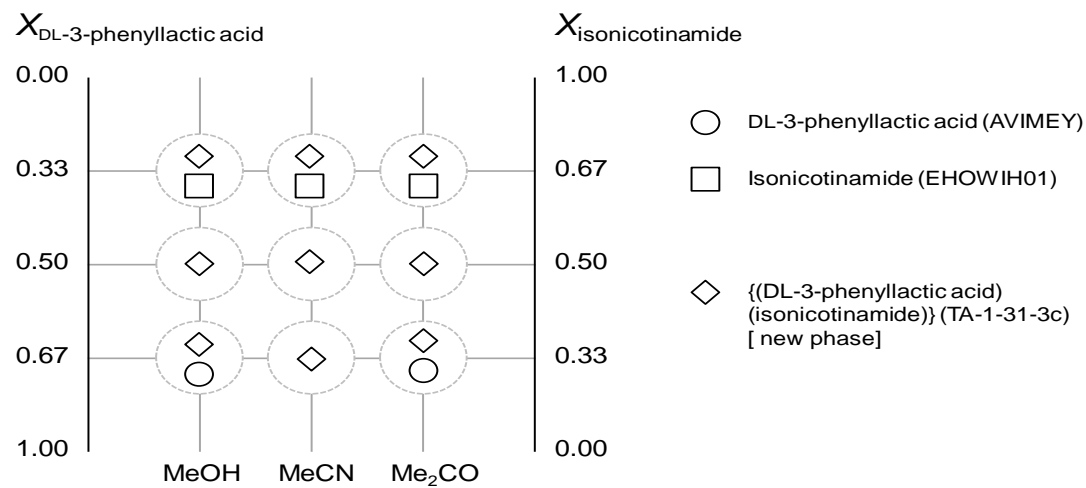 XDL-3-phenyllactic acid
Xisonicotinamide
0.00
1.00
DL-3-phenyllactic acid (AVIMEY)
0.33
0.67
Isonicotinamide (EHOWIH01)
0.50
0.50
{(DL-3-phenyllactic acid)
(isonicotinamide)} (TA-1-31-3c)
[ new phase]
0.67
0.33
1.00
0.00
MeOH MeCN Me₂CO